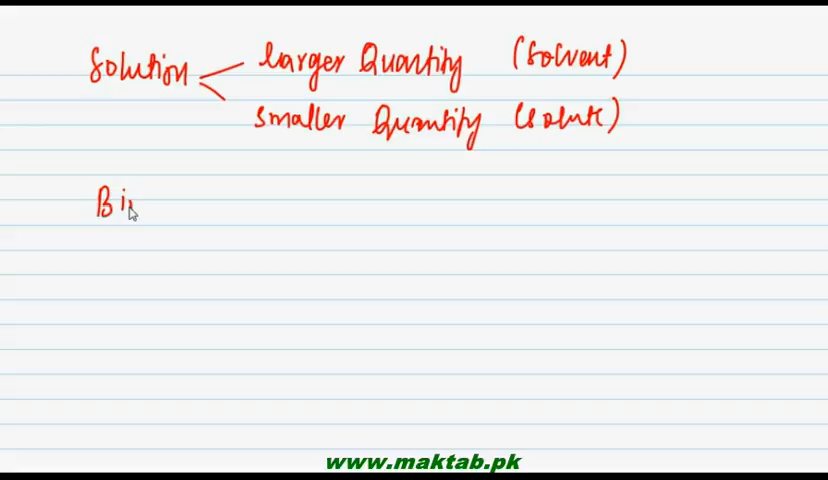 Solution larger Quantity (Solvent)
smaller Quantity (Solute)
Bi
www.maktab.pk